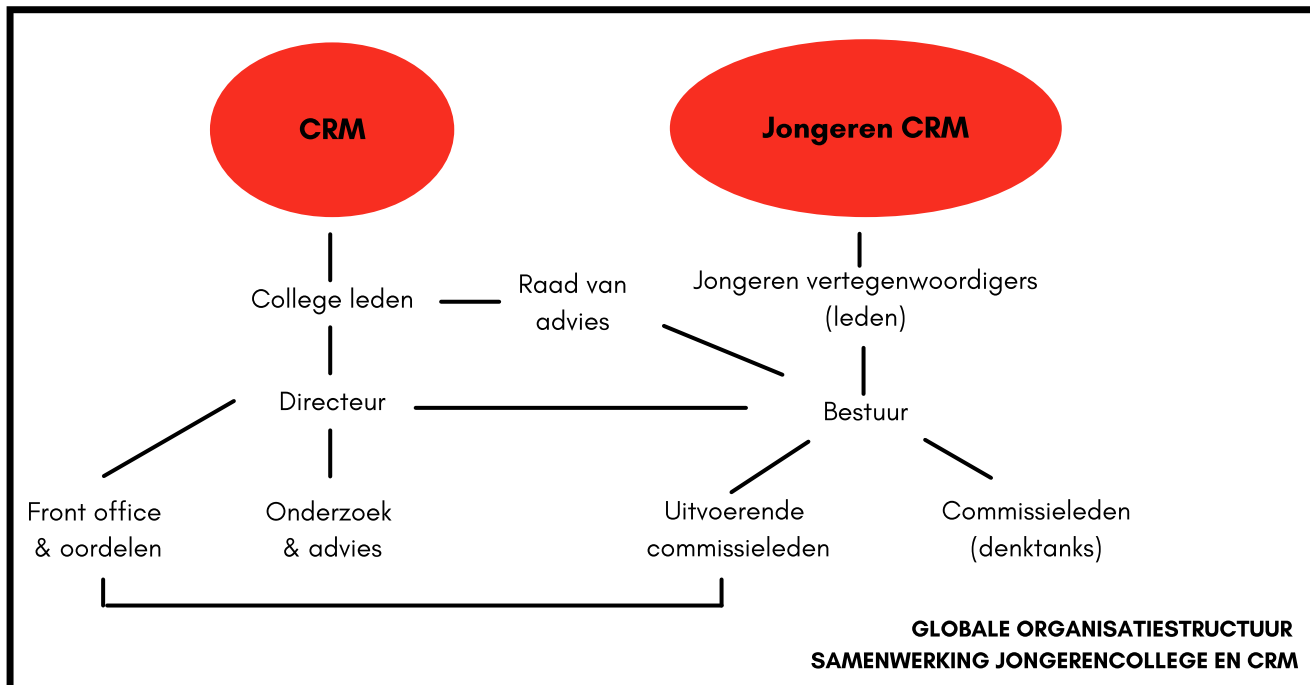 CRM
Jongeren CRM
College leden
Raad van
advies
Jongeren vertegenwoordigers
(leden)
Directeur
Bestuur
Front office
& oordelen
Onderzoek
& advies
Uitvoerende
commissieleden
Commissieleden
(denktanks)
GLOBALE ORGANISATIESTRUCTUUR
SAMENWERKING JONGERENCOLLEGE EN CRM